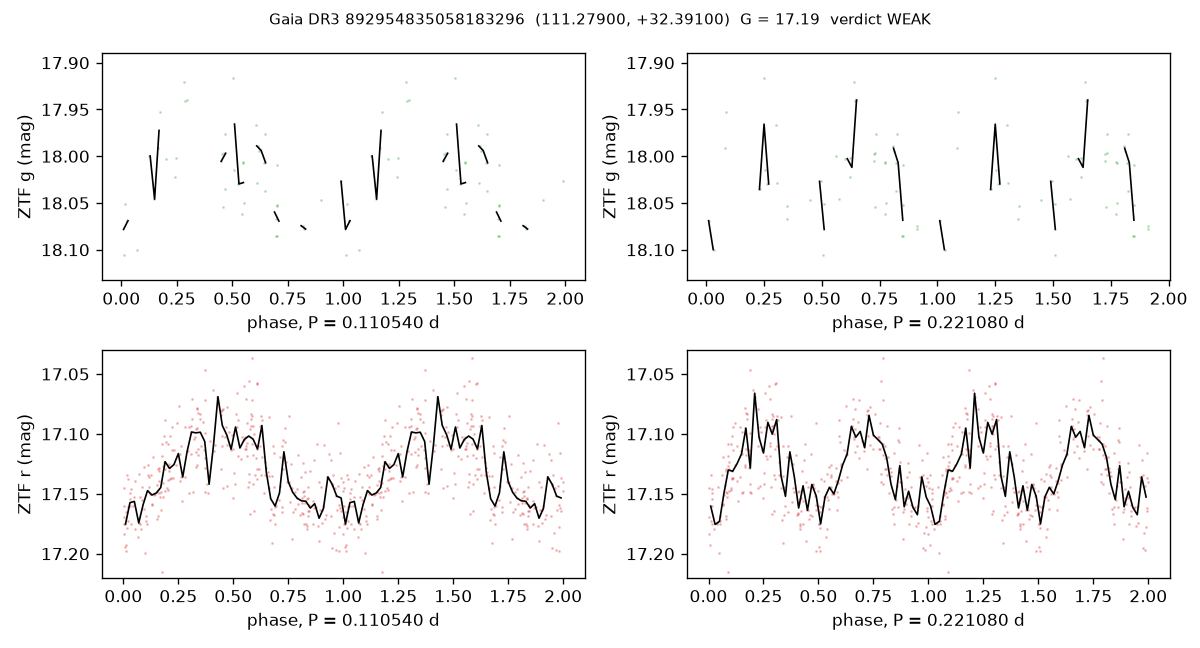 Gaia DR3 892954835058183296  (111.27900, +32.39100)  G = 17.19  verdict WEAK
ZTF g (mag)
17.90
17.95
18.00
18.05
18.10
0.00 0.25 0.50 0.75 1.00 1.25 1.50 1.75 2.00
phase, P = 0.110540 d
ZTF g (mag)
17.90
17.95
18.00
18.05
18.10
0.00 0.25 0.50 0.75 1.00 1.25 1.50 1.75 2.00
phase, P = 0.221080 d
ZTF r (mag)
17.05
17.10
17.15
17.20
0.00 0.25 0.50 0.75 1.00 1.25 1.50 1.75 2.00
phase, P = 0.110540 d
ZTF r (mag)
17.05
17.10
17.15
17.20
0.00 0.25 0.50 0.75 1.00 1.25 1.50 1.75 2.00
phase, P = 0.221080 d